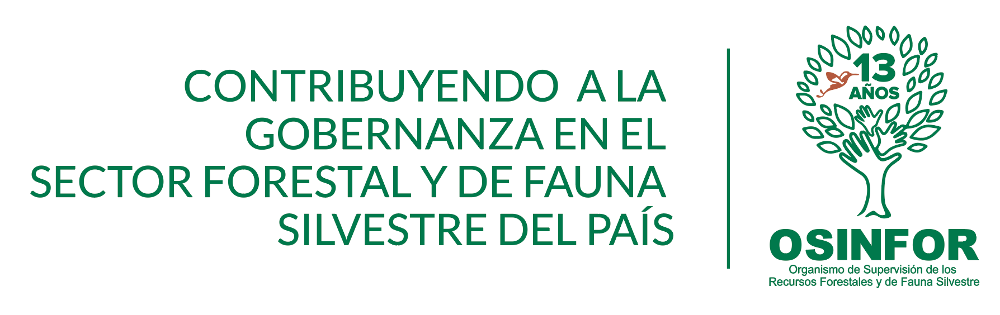 CONTRIBUYENDO A LA
GOBERNANZA EN EL
SECTOR FORESTAL Y DE FAUNA
SILVESTRE DEL PAÍS
13
AÑOS
OSINFOR
Organismo de Supervisión de los
Recursos Forestales y de Fauna Silvestre